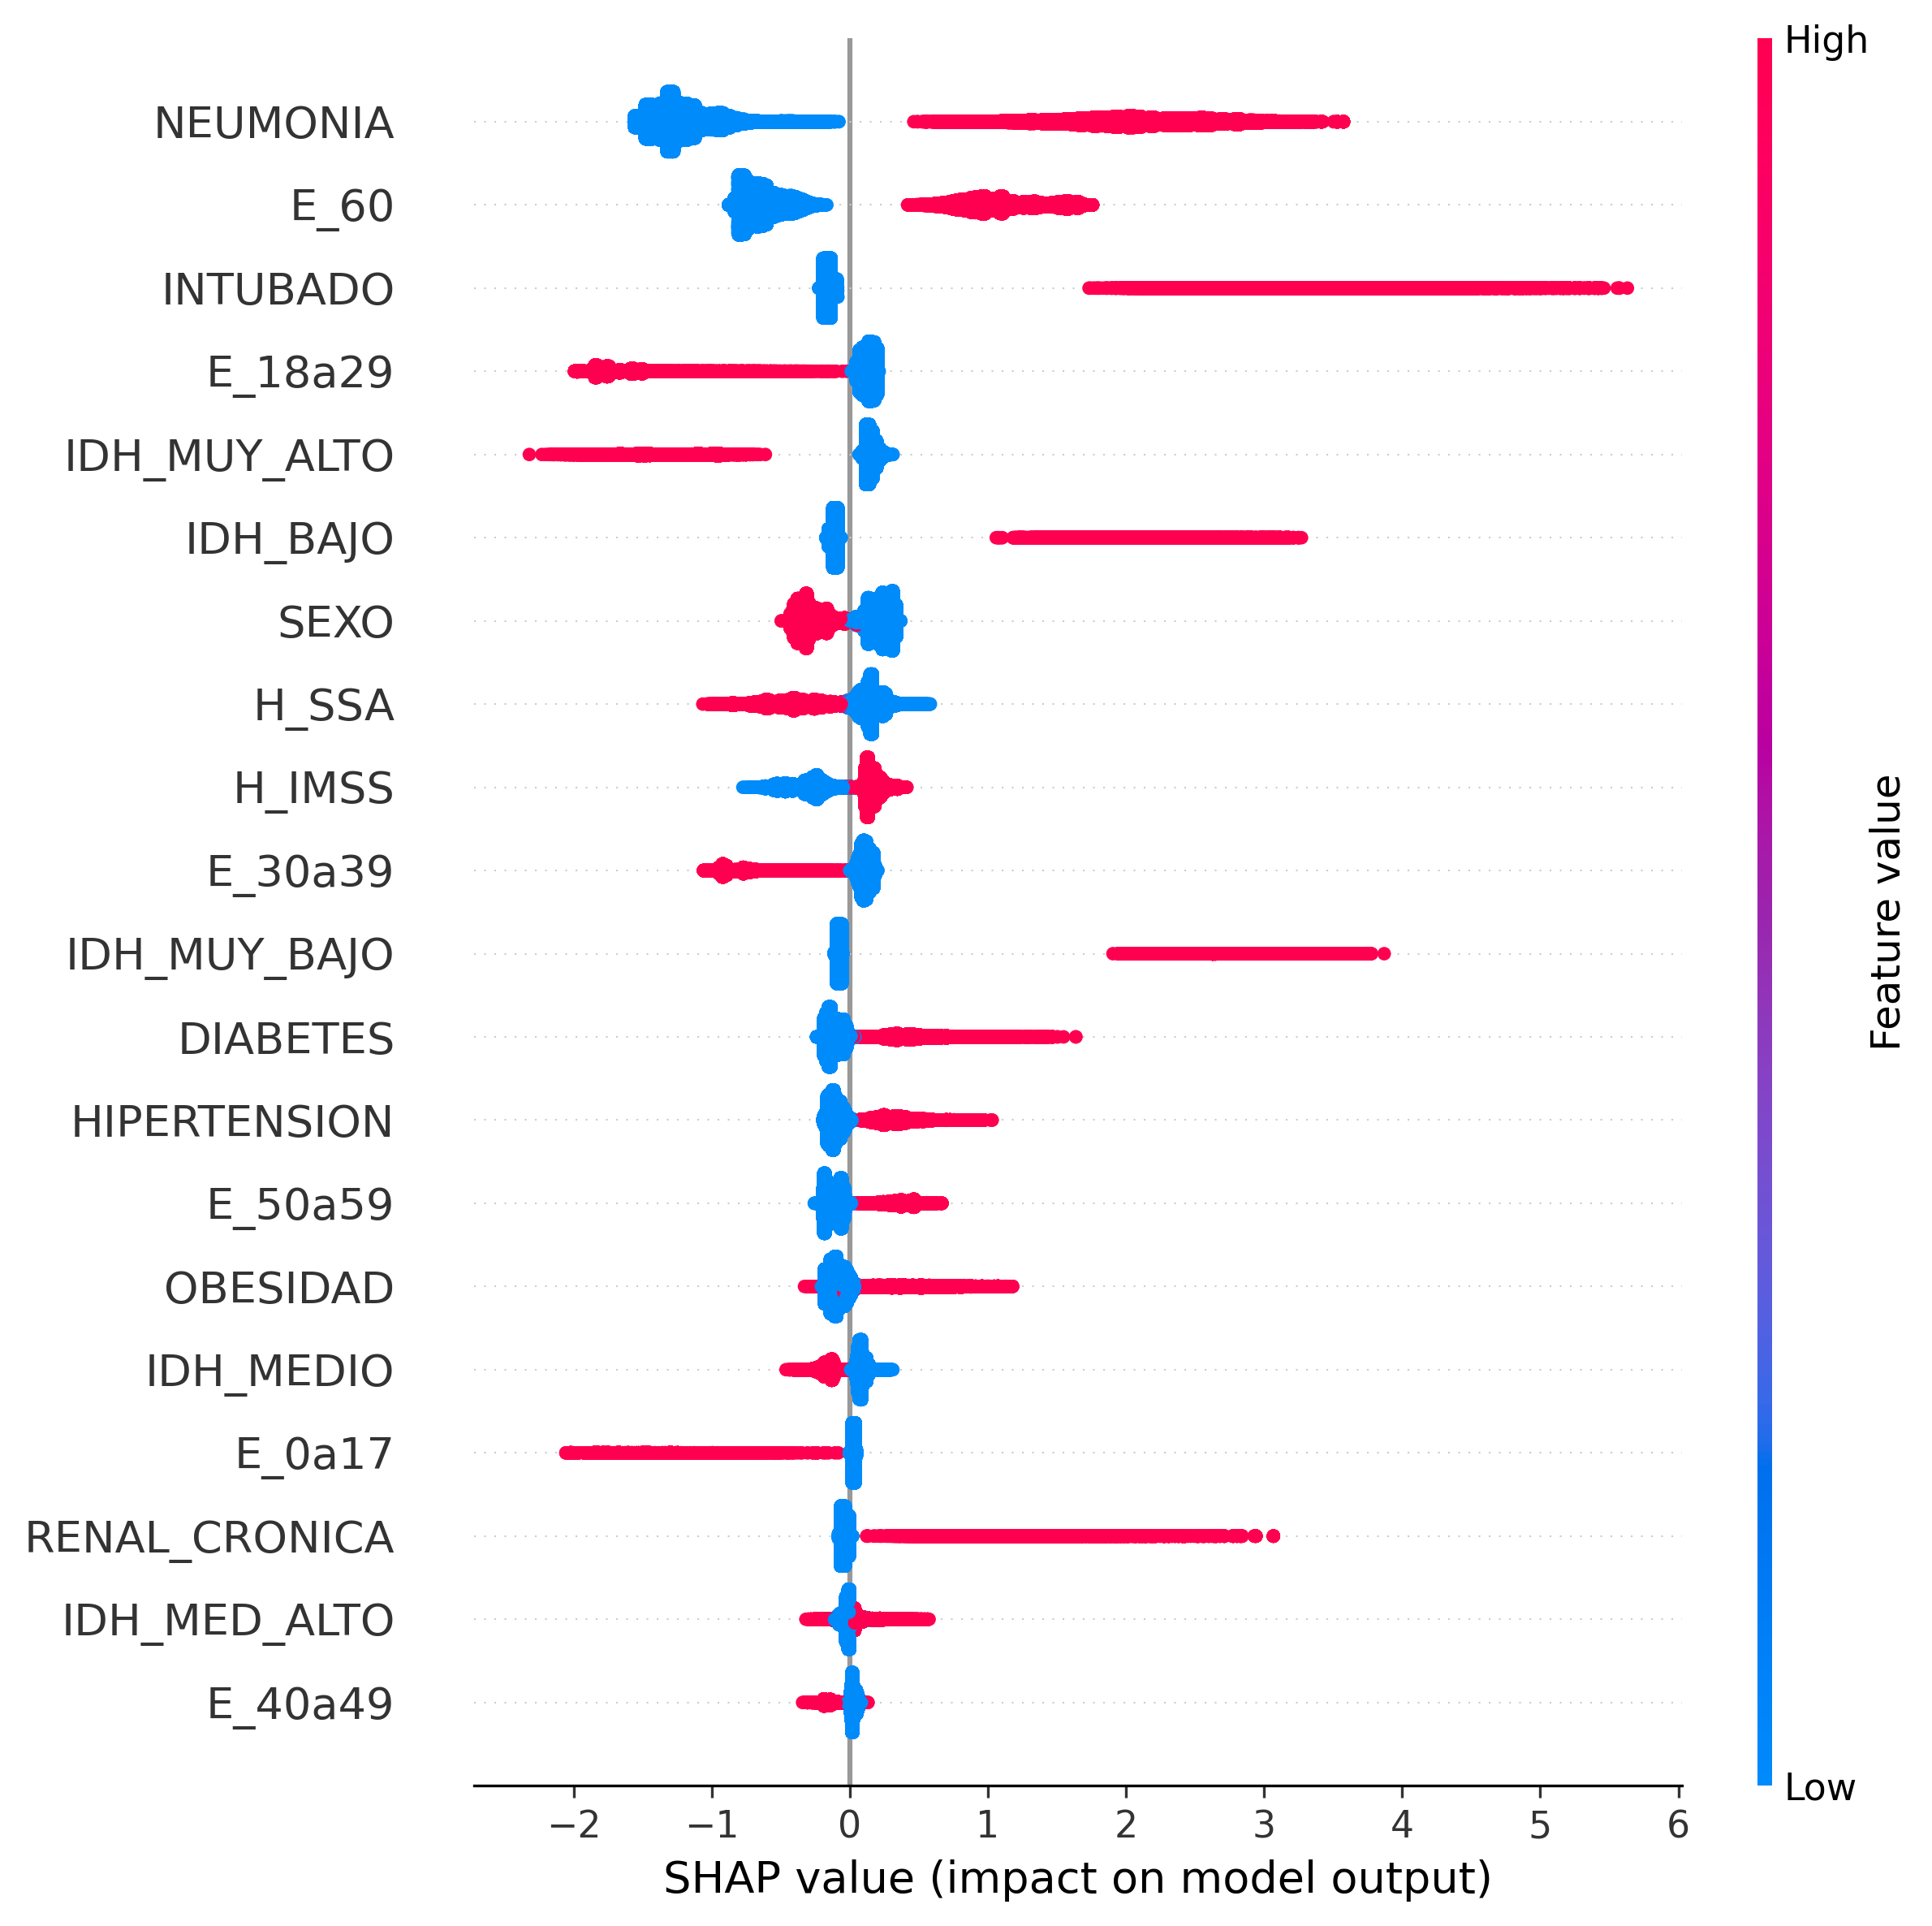 High
NEUMONIA
E_60
INTUBADO
E_18a29
IDH_MUY_ALTO
IDH_BAJO
SEXO
H_SSA
H_IMSS
E_30a39
IDH_MUY_BAJO
DIABETES
HIPERTENSION
E_50a59
OBESIDAD
IDH_MEDIO
E_0a17
RENAL_CRONICA
IDH_MED_ALTO
E_40a49
Feature value
Low
−2 −1 0 1 2 3 4 5 6
SHAP value (impact on model output)